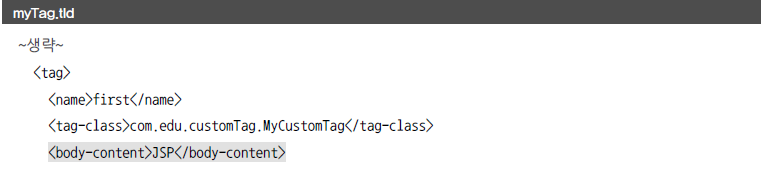 myTag.tld
~생략~
<tag>
<name>first</name>
<tag-class>com.edu.customTag.MyCustomTag</tag-class>
<body-content>JSP</body-content>